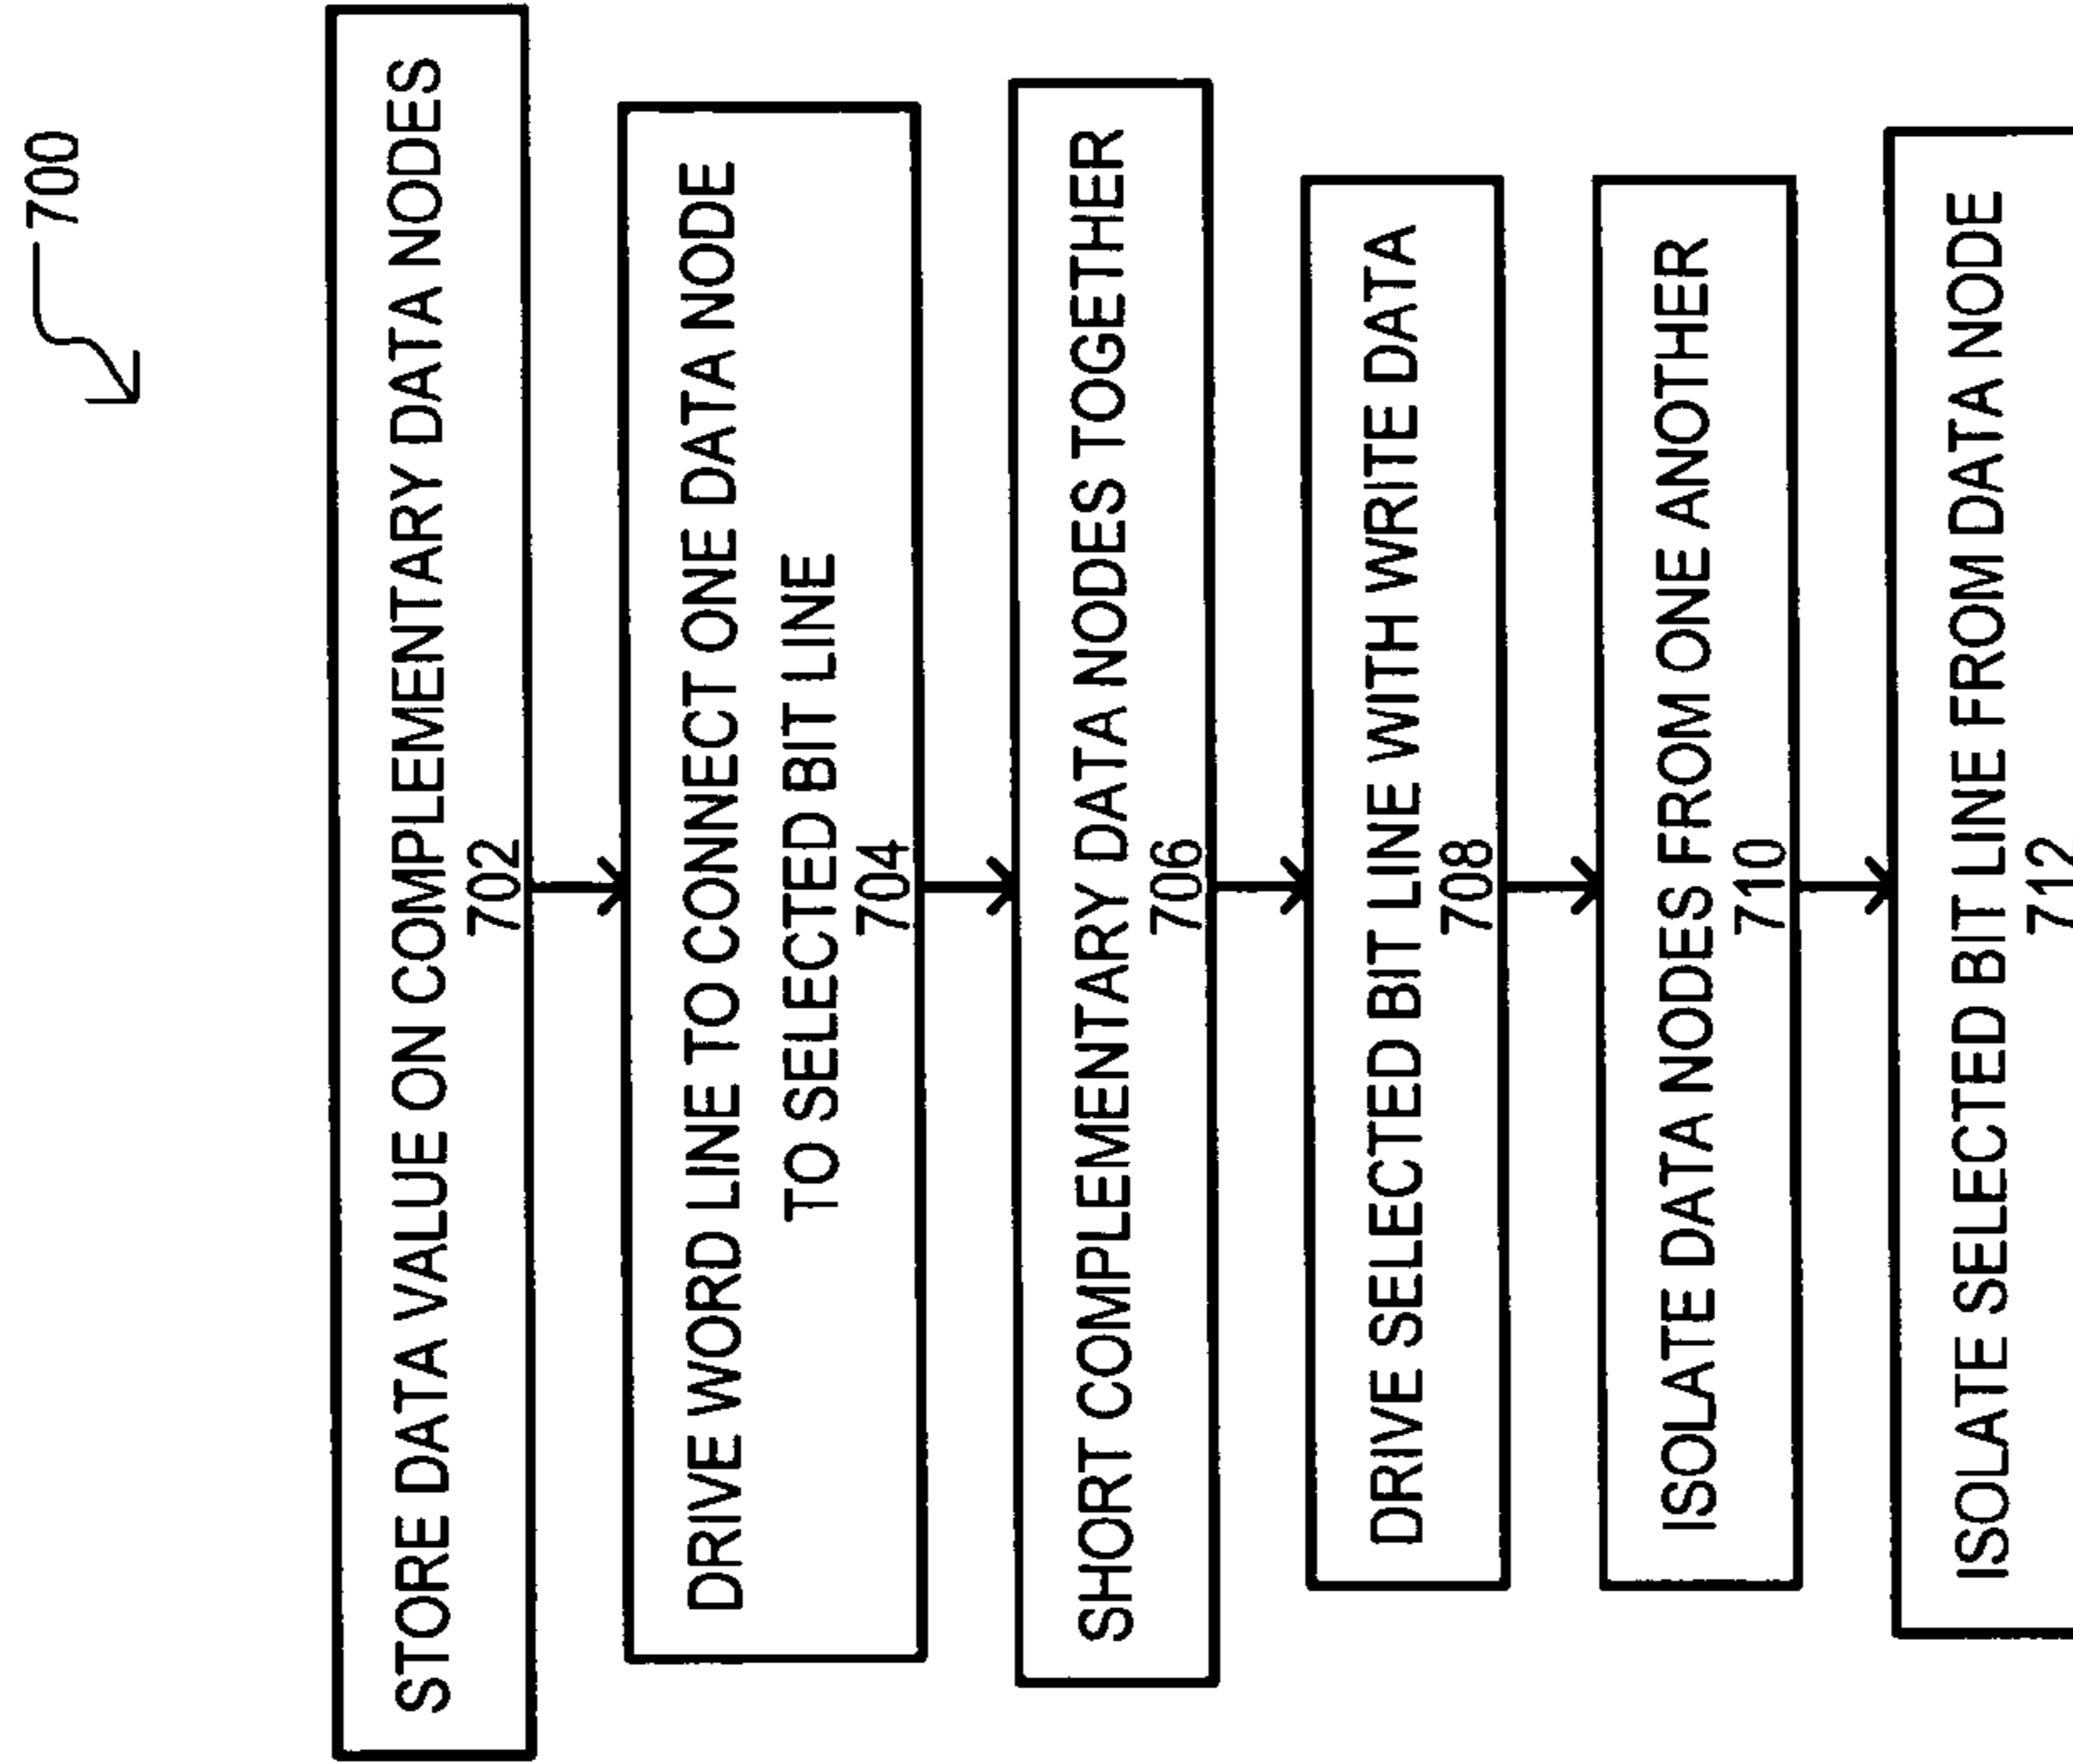 700
STORE DATA VALUE ON COMPLEMENTARY DATA NODES
702
DRIVE WORD LINE TO CONNECT ONE DATA NODE
TO SELECTED BIT LINE
704
SHORT COMPLEMENTARY DATA NODES TOGETHER
706
DRIVE SELECTED BIT LINE WITH WRITE DATA
708
ISOLATE DATA NODES FROM ONE ANOTHER
710
ISOLATE SELECTED BIT LINE FROM DATA NODE
712